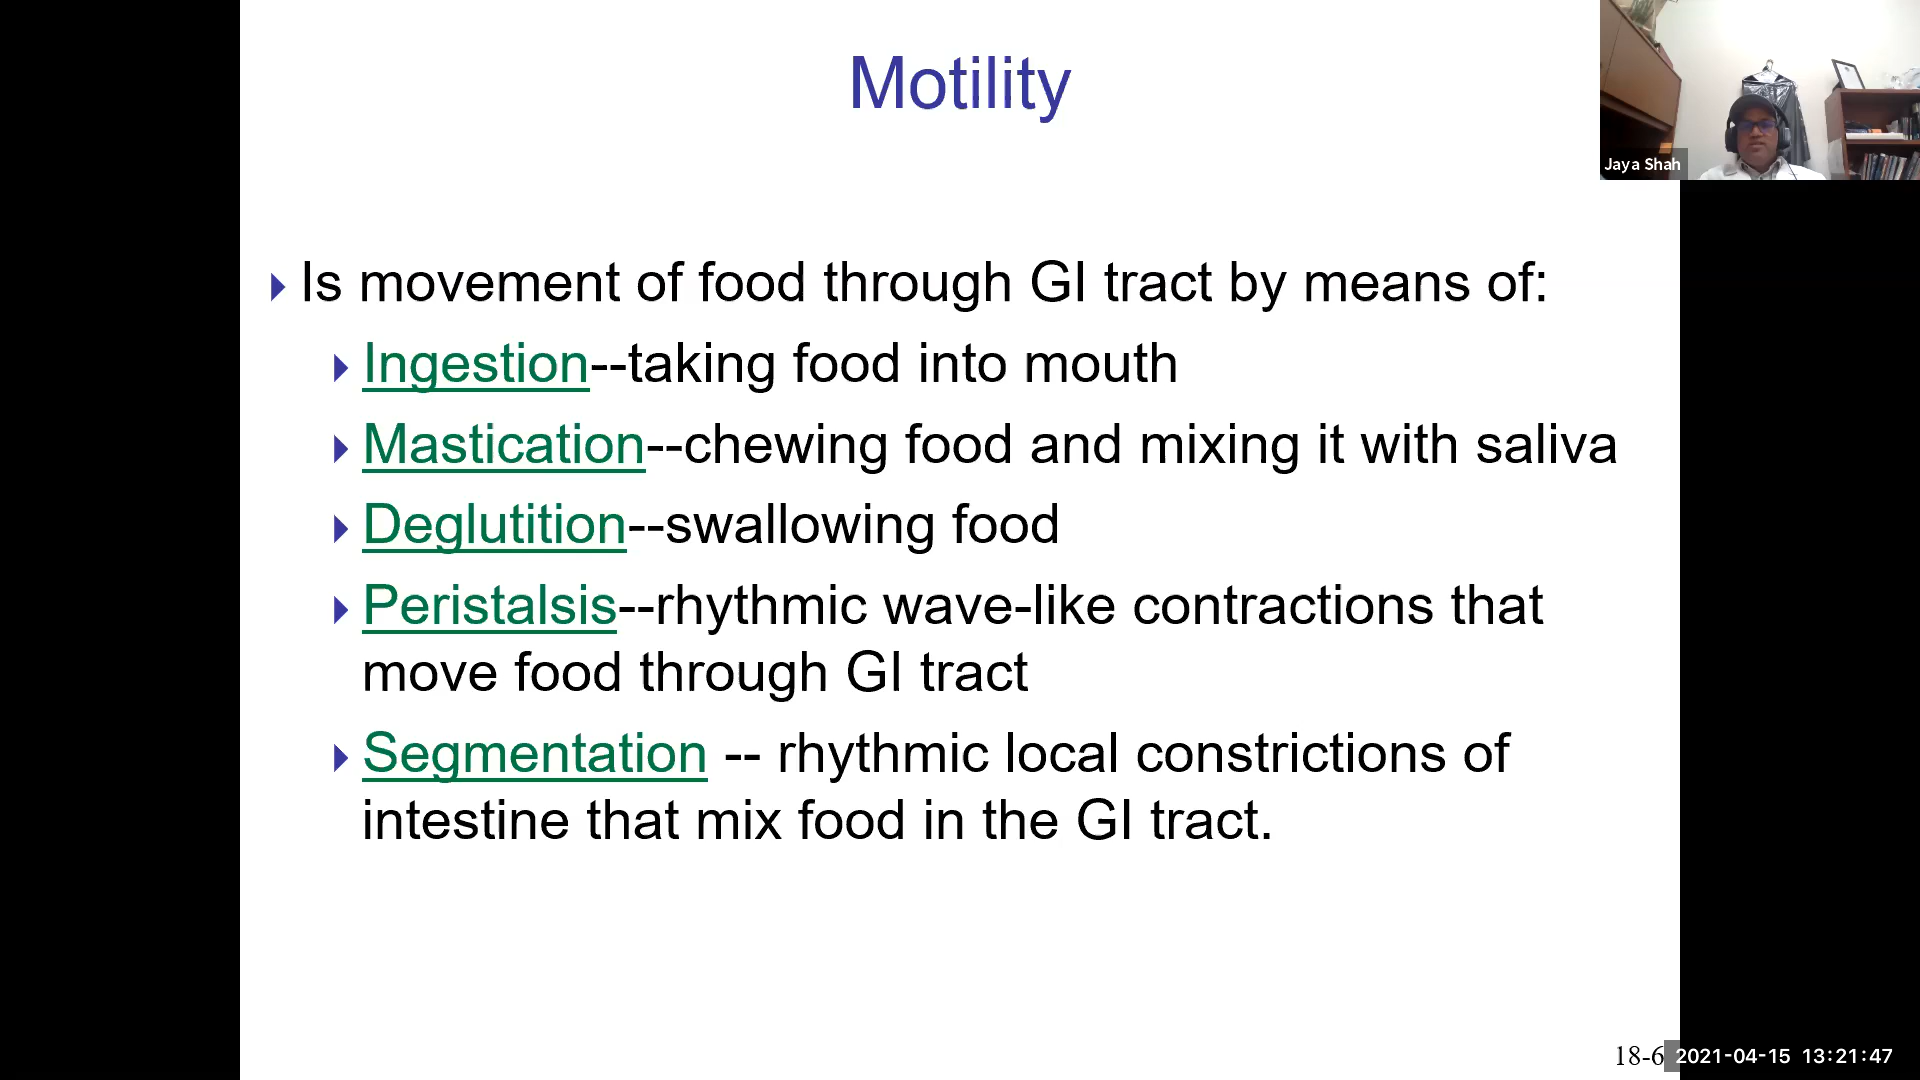 Motility
Jaya Shah
Is movement of food through GI tract by means of:
Ingestion--taking food into mouth
Mastication--chewing food and mixing it with saliva
Deglutition--swallowing food
Peristalsis--rhythmic wave-like contractions that
move food through GI tract
Segmentation -- rhythmic local constrictions of
intestine that mix food in the GI tract.
18-6
2021-04-15 13:21:47